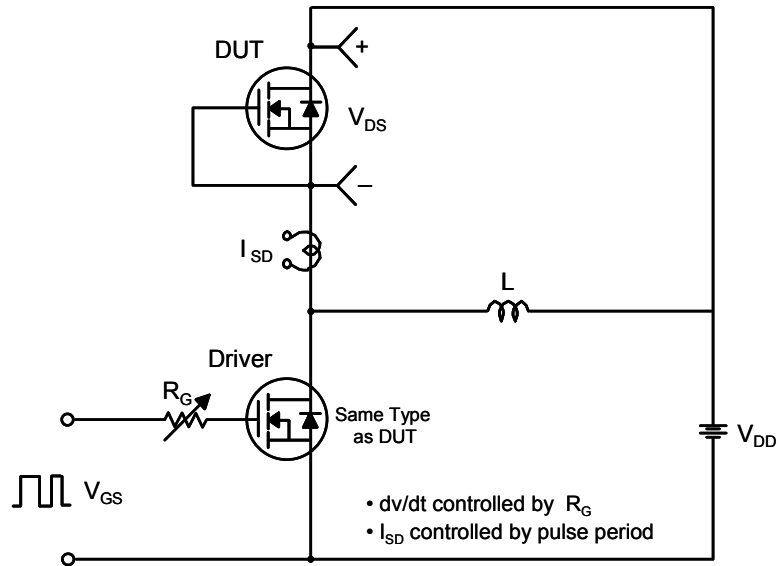 DUT
+
V_DS
–
I_SD
L
Driver
R_G
Same Type
as DUT
V_DD
V_GS
• dv/dt controlled by R_G
• I_SD controlled by pulse period